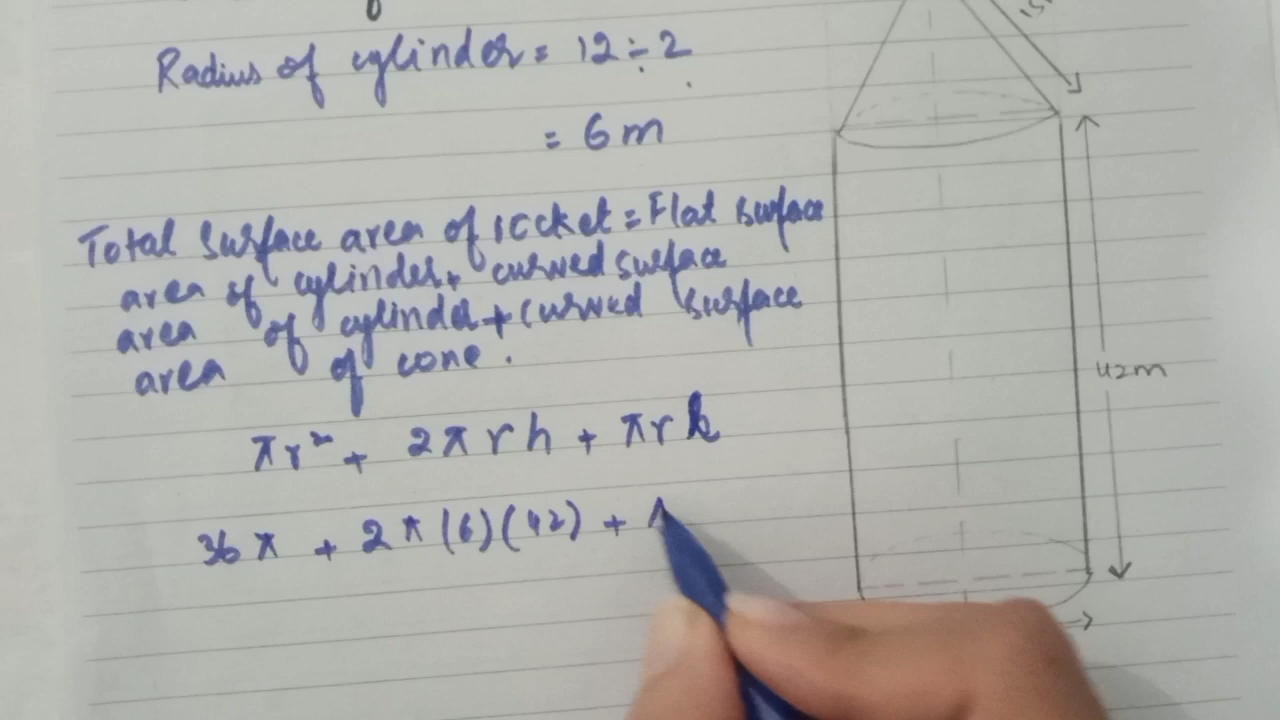 Radius of cylinder = 12 ÷ 2
= 6 m
Total surface area of rocket = Flat surface
area of cylinder + curved surface
area of cylinder + curved surface
area of cone.
πr² + 2πrh + πrl
36π + 2π(6)(42) +
42m